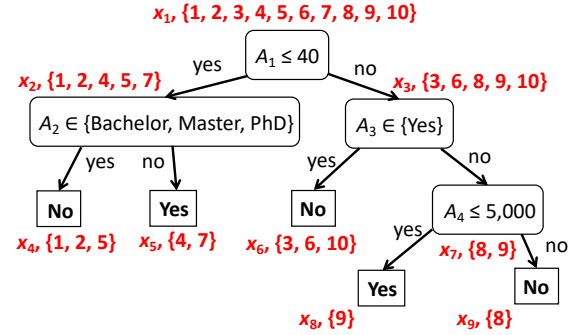 x1, {1, 2, 3, 4, 5, 6, 7, 8, 9, 10}
A1 ≤ 40
yes
no
x2, {1, 2, 4, 5, 7}
x3, {3, 6, 8, 9, 10}
A2 ∈ {Bachelor, Master, PhD}
A3 ∈ {Yes}
yes
no
yes
no
No
Yes
No
A4 ≤ 5,000
x4, {1, 2, 5}
x5, {4, 7}
x6, {3, 6, 10}
yes
x7, {8, 9}
no
Yes
No
x8, {9}
x9, {8}